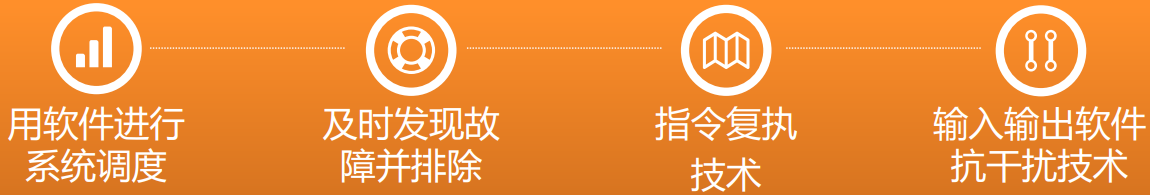 用软件进行
系统调度
及时发现故
障并排除
指令复执
技术
输入输出软件
抗干扰技术